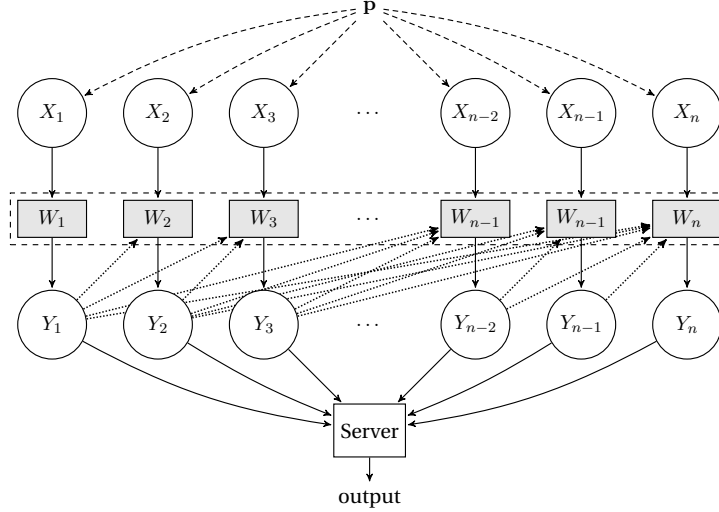 p
X₁ X₂ X₃ ... Xₙ₋₂ Xₙ₋₁ Xₙ
W₁ W₂ W₃ ... Wₙ₋₁ Wₙ₋₁ Wₙ
Y₁ Y₂ Y₃ ... Yₙ₋₂ Yₙ₋₁ Yₙ
Server
output